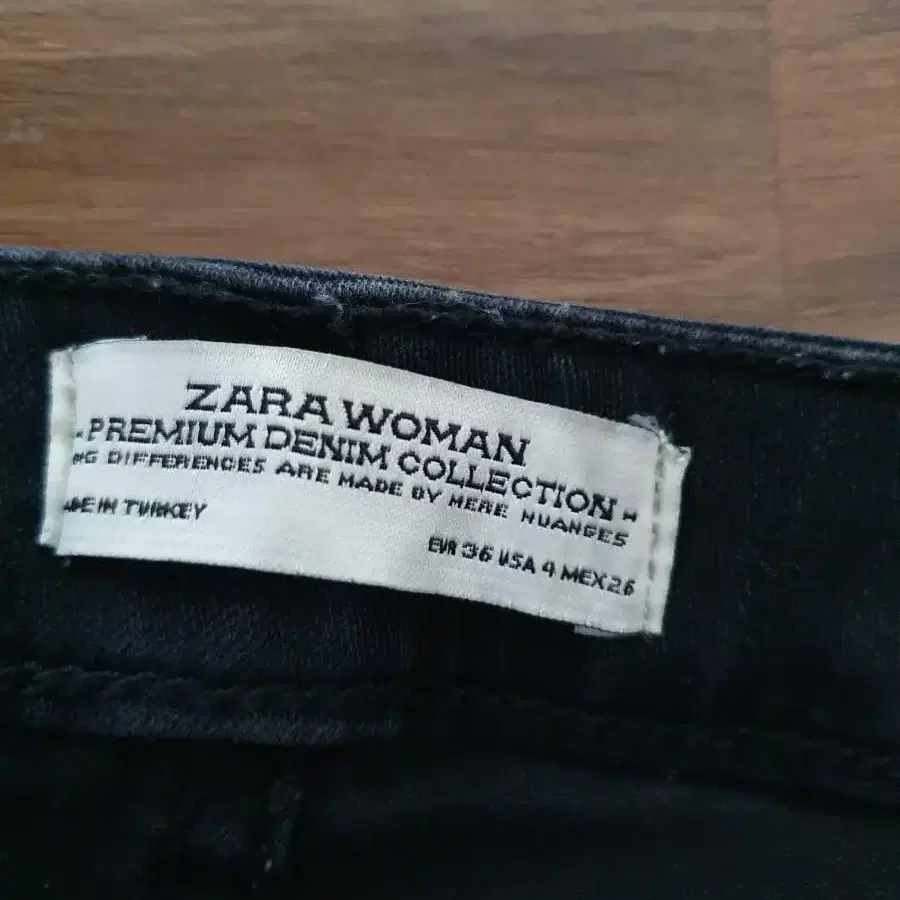 ZARA WOMAN
-PREMIUM DENIM COLLECTION-
DIFFERENCES ARE MADE BY MERE NUANCES
IN TURKEY
EUR 36 USA 4 MEX 26